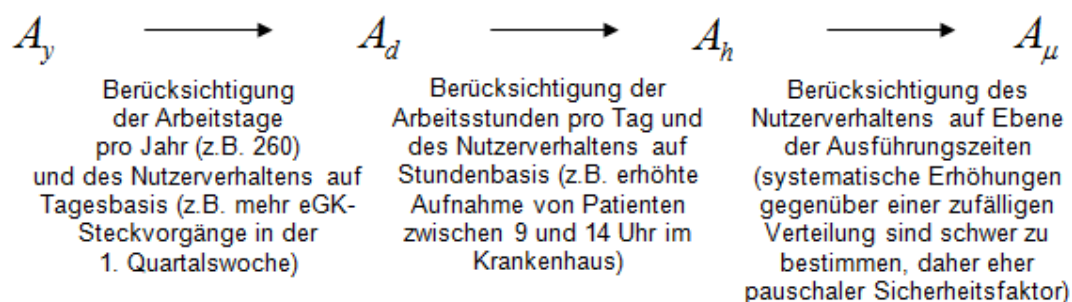 A_y → A_d → A_h → A_μ
Berücksichtigung
der Arbeitstage
pro Jahr (z.B. 260)
und des Nutzerverhaltens auf
Tagesbasis (z.B. mehr eGK-
Steckvorgänge in der
1. Quartalswoche)
Berücksichtigung der
Arbeitsstunden pro Tag und
des Nutzerverhaltens auf
Stundenbasis (z.B. erhöhte
Aufnahme von Patienten
zwischen 9 und 14 Uhr im
Krankenhaus)
Berücksichtigung des
Nutzerverhaltens auf Ebene
der Ausführungszeiten
(systematische Erhöhungen
gegenüber einer zufälligen
Verteilung sind schwer zu
bestimmen, daher eher
pauschaler Sicherheitsfaktor)